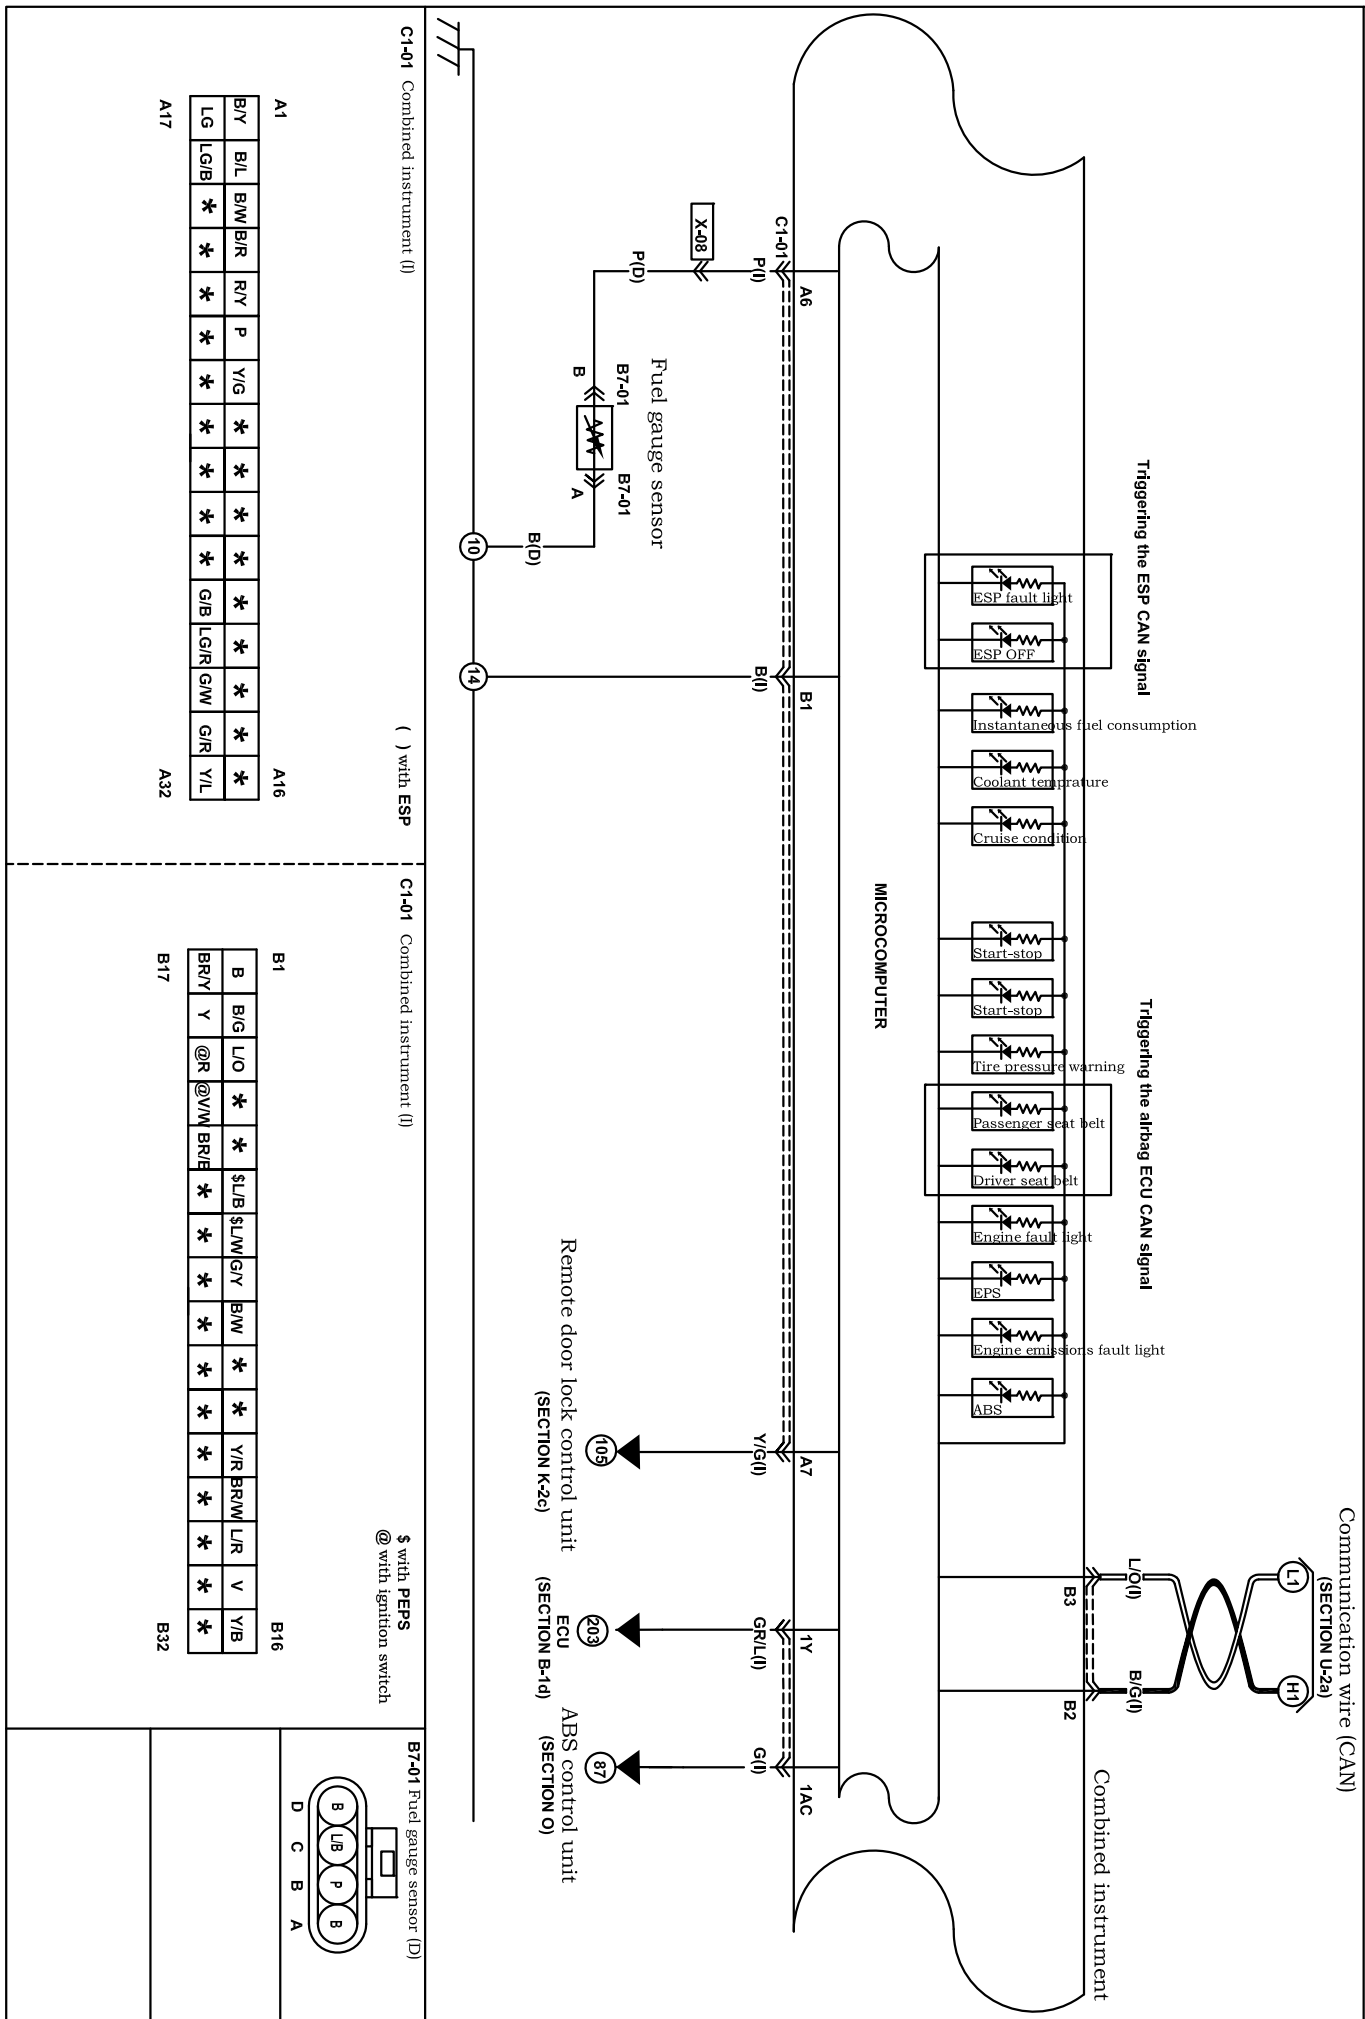 Communication wire (CAN)
(SECTION U-2a)
L1
H1
L/O(I)
B/G(I)
B3
B2
Combined instrument
Triggering the ESP CAN signal
Triggering the airbag ECU CAN signal
ESP fault light
ESP OFF
Instantaneous fuel consumption
Coolant temprature
Cruise condition
Start-stop
Start-stop
Tire pressure warning
Passenger seat belt
Driver seat belt
Engine fault light
EPS
Engine emissions fault light
ABS
MICROCOMPUTER
A6
B1
A7
1Y
1AC
C1-01
P(I)
B(I)
Y/G(I)
GR/L(I)
G(I)
X-08
P(D)
Fuel gauge sensor
B7-01
B7-01
B
A
B(D)
105
203
87
Remote door lock control unit
(SECTION K-2c)
ECU
(SECTION B-1d)
ABS control unit
(SECTION O)
10
14
C1-01 Combined instrument (I)
( ) with ESP
A1
A16
B/Y B/L B/W B/R R/Y P Y/G * * * * * * * * *
LG LG/B * * * * * * * * * G/B LG/R G/W G/R Y/L
A17
A32
C1-01 Combined instrument (I)
$ with PEPS
@ with ignition switch
B1
B16
B B/G L/O * * $L/B $L/W G/Y B/W * * Y/R BR/W L/R V Y/B
BR/Y Y @R @V/W * * * * * * * * * * *
B17
B32
B7-01 Fuel gauge sensor (D)
B L/B P B
D C B A